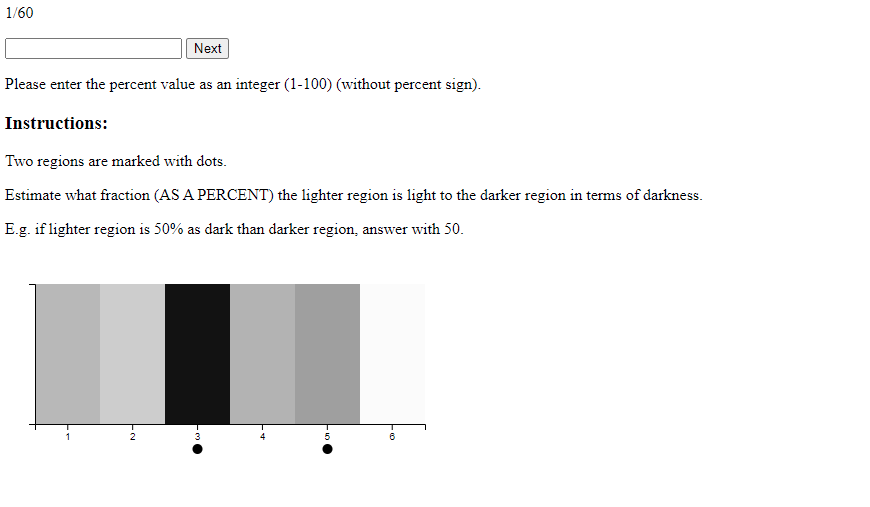 1/60
Next
Please enter the percent value as an integer (1-100) (without percent sign).
Instructions:
Two regions are marked with dots.
Estimate what fraction (AS A PERCENT) the lighter region is light to the darker region in terms of darkness.
E.g. if lighter region is 50% as dark than darker region, answer with 50.
1 2 3 4 5 6